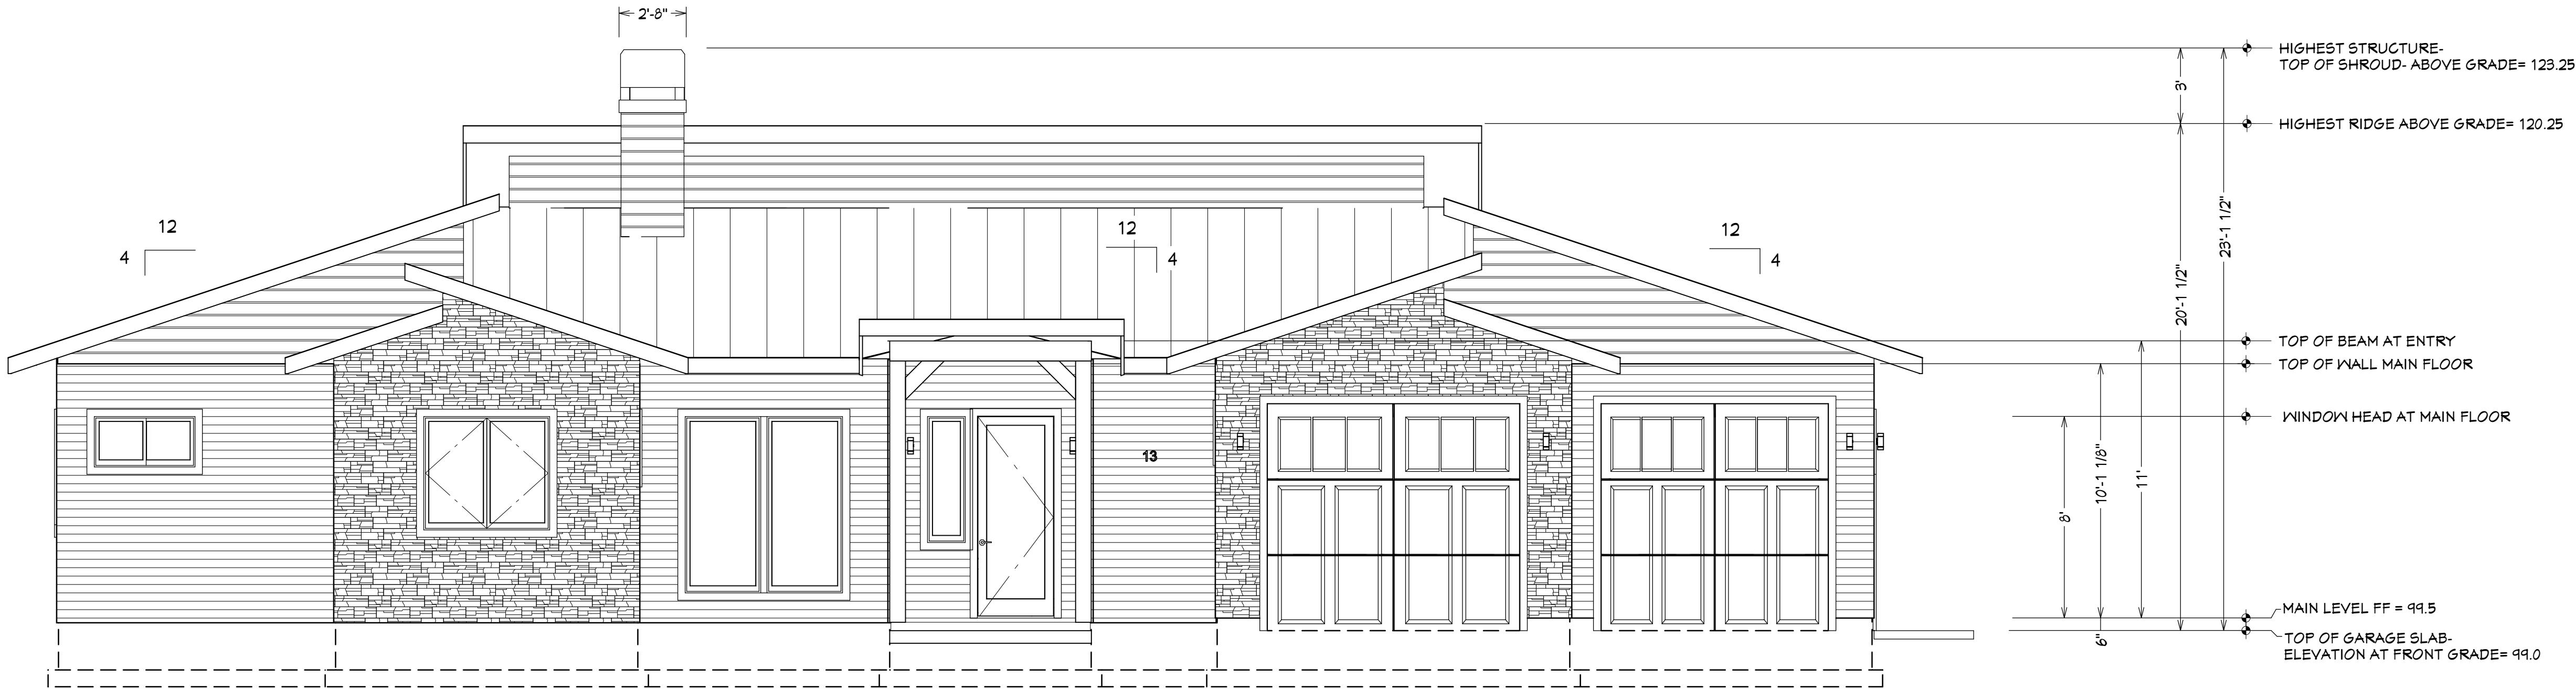 2'-8"
HIGHEST STRUCTURE-
TOP OF SHROUD- ABOVE GRADE= 123.25
3'
HIGHEST RIDGE ABOVE GRADE= 120.25
12
4
12
4
12
4
23'-1 1/2"
20'-1 1/2"
TOP OF BEAM AT ENTRY
TOP OF WALL MAIN FLOOR
WINDOW HEAD AT MAIN FLOOR
13
10'-1 1/8"
11'
8'
MAIN LEVEL FF = 99.5
6"
TOP OF GARAGE SLAB-
ELEVATION AT FRONT GRADE= 99.0